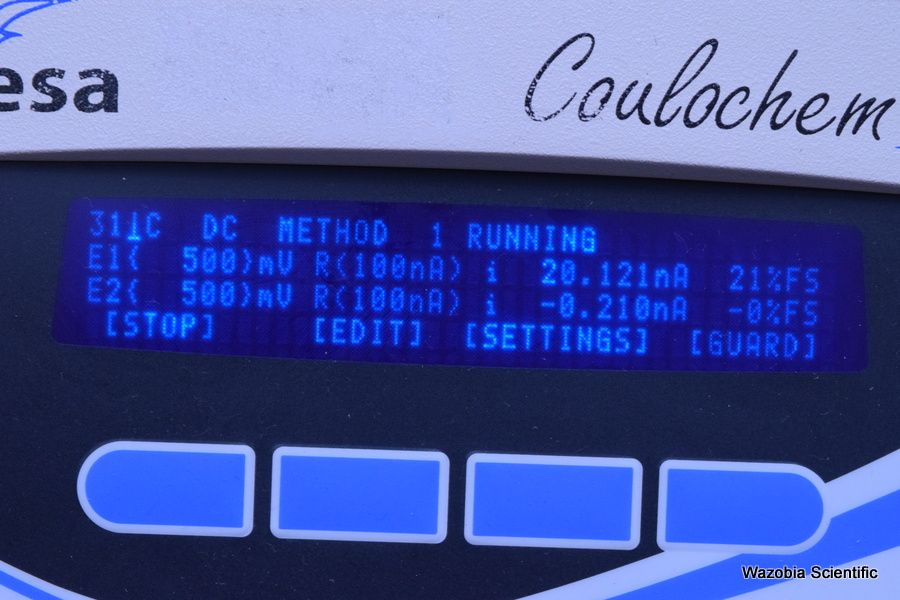 esa
Coulochem
31⊥C DC METHOD 1 RUNNING
E1( 500)mV R(100nA) i 20.121nA 21%FS
E2( 500)mV R(100nA) i -0.210nA -0%FS
[STOP] [EDIT] [SETTINGS] [GUARD]
Wazobia Scientific